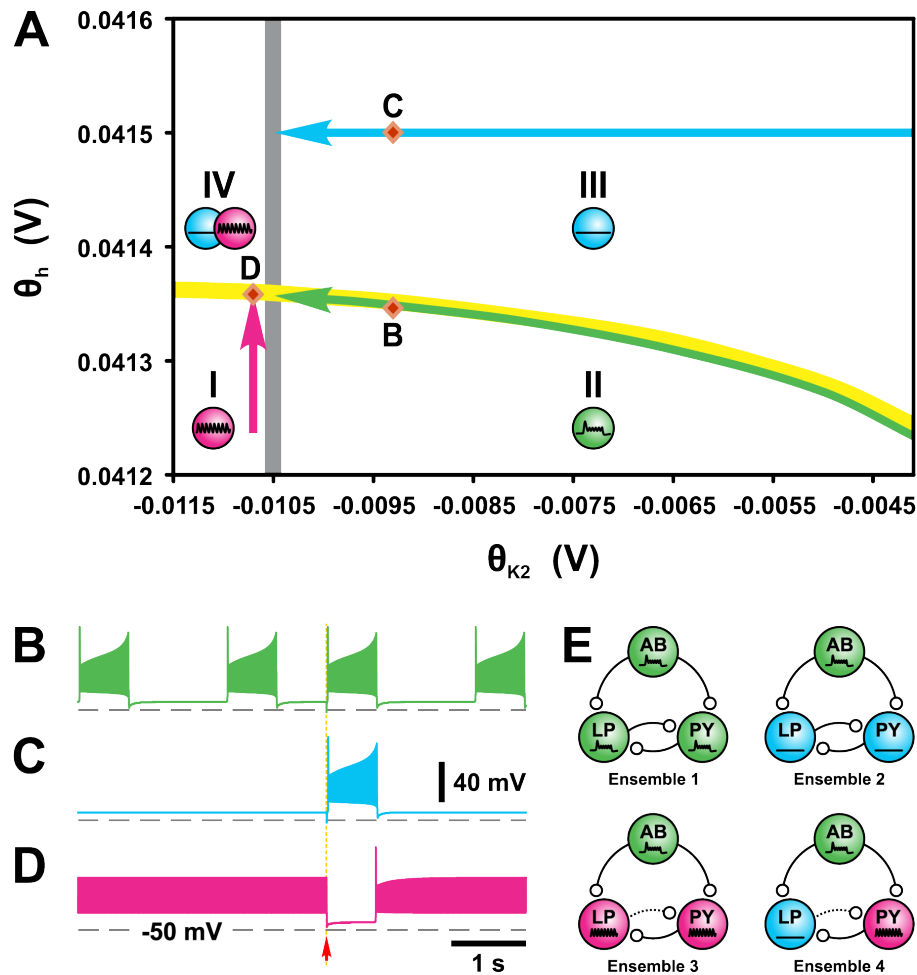 A
0.0416
0.0415
0.0414
0.0413
0.0412
θh (V)
C
IV
III
D
B
I
II
-0.0115 -0.0105 -0.0095 -0.0085 -0.0075 -0.0065 -0.0055 -0.0045
θK2 (V)
B
C
40 mV
D
-50 mV
1 s
E
AB
LP PY
Ensemble 1
AB
LP PY
Ensemble 2
AB
LP PY
Ensemble 3
AB
LP PY
Ensemble 4